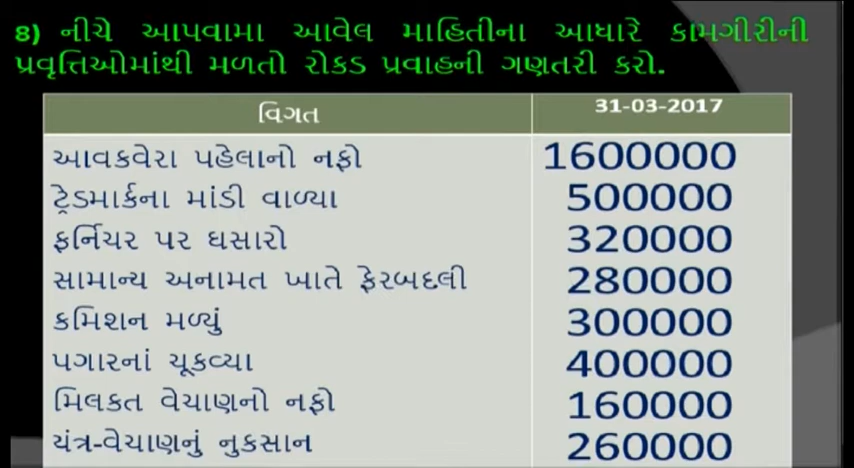 8) નીચે આપવામા આવેલ માહિતીના આધારે કામગીરીની
પ્રવૃત્તિઓમાંથી મળતો રોકડ પ્રવાહની ગણતરી કરો.
વિગત 31-03-2017
આવકવેરા પહેલાનો નફો 1600000
ટ્રેડમાર્કના માંડી વાળ્યા 500000
ફર્નિચર પર ઘસારો 320000
સામાન્ય અનામત ખાતે ફેરબદલી 280000
કમિશન મળ્યું 300000
પગારનાં ચૂકવ્યા 400000
મિલકત વેચાણનો નફો 160000
યંત્ર-વેચાણનું નુકસાન 260000